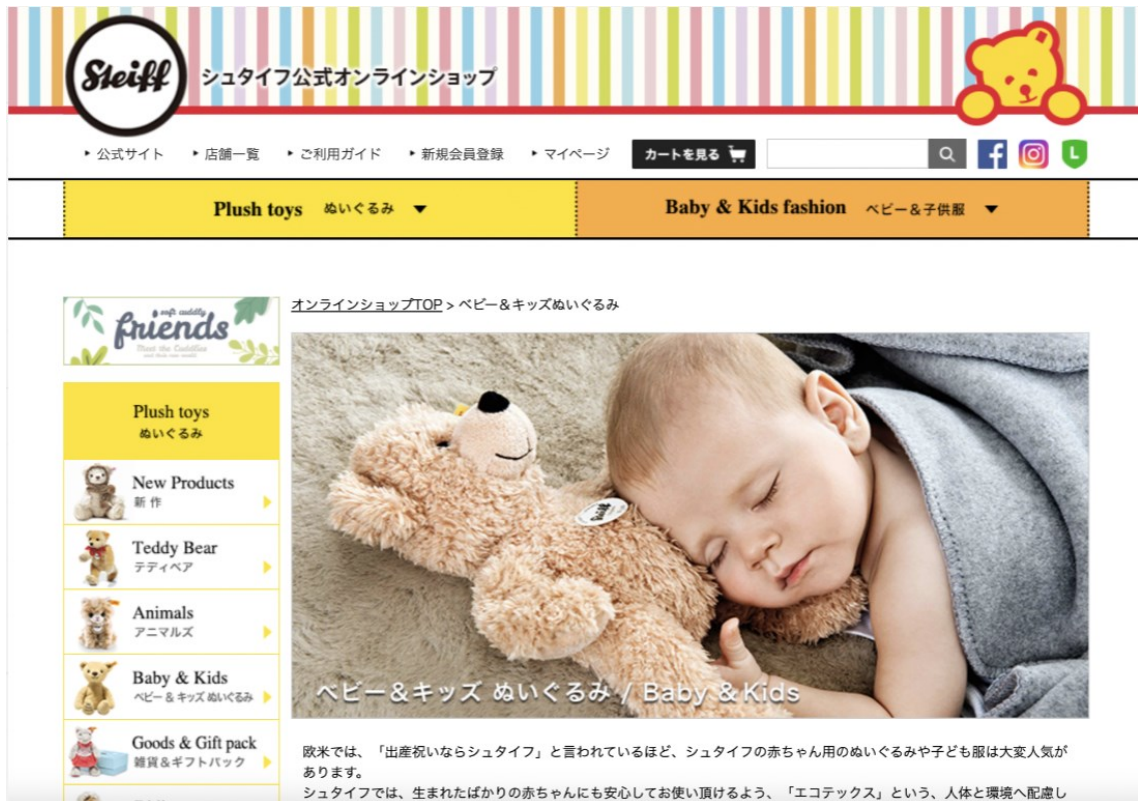 Steiff
シュタイフ公式オンラインショップ
公式サイト 店舗一覧 ご利用ガイド 新規会員登録 マイページ カートを見る
Plush toys ぬいぐるみ ▼ Baby & Kids fashion ベビー&子供服 ▼
soft cuddly
friends
Meet the Cuddlies
オンラインショップTOP > ベビー&キッズぬいぐるみ
Plush toys
ぬいぐるみ
New Products
新 作
Teddy Bear
テディベア
Animals
アニマルズ
Baby & Kids
ベビー & キッズ ぬいぐるみ
Goods & Gift pack
雑貨&ギフトパック
Steiff
ベビー&キッズ ぬいぐるみ / Baby &Kids
欧米では、「出産祝いならシュタイフ」と言われているほど、シュタイフの赤ちゃん用のぬいぐるみや子ども服は大変人気が
あります。
シュタイフでは、生まれたばかりの赤ちゃんにも安心してお使い頂けるよう、「エコテックス」という、人体と環境へ配慮し